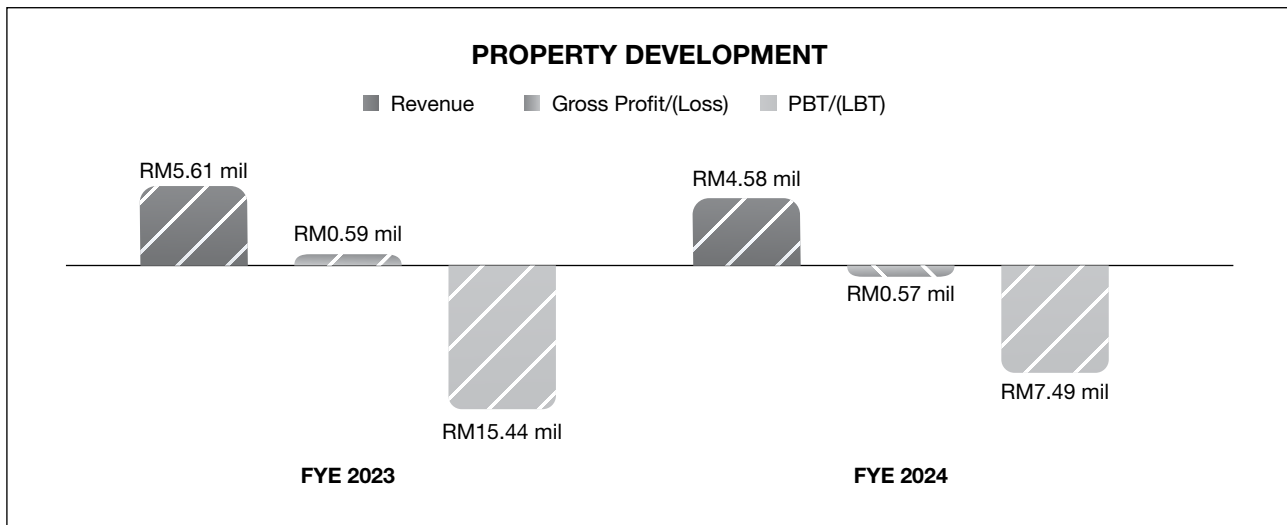 PROPERTY DEVELOPMENT
Revenue Gross Profit/(Loss) PBT/(LBT)
RM5.61 mil
RM0.59 mil
RM15.44 mil
FYE 2023
RM4.58 mil
RM0.57 mil
RM7.49 mil
FYE 2024